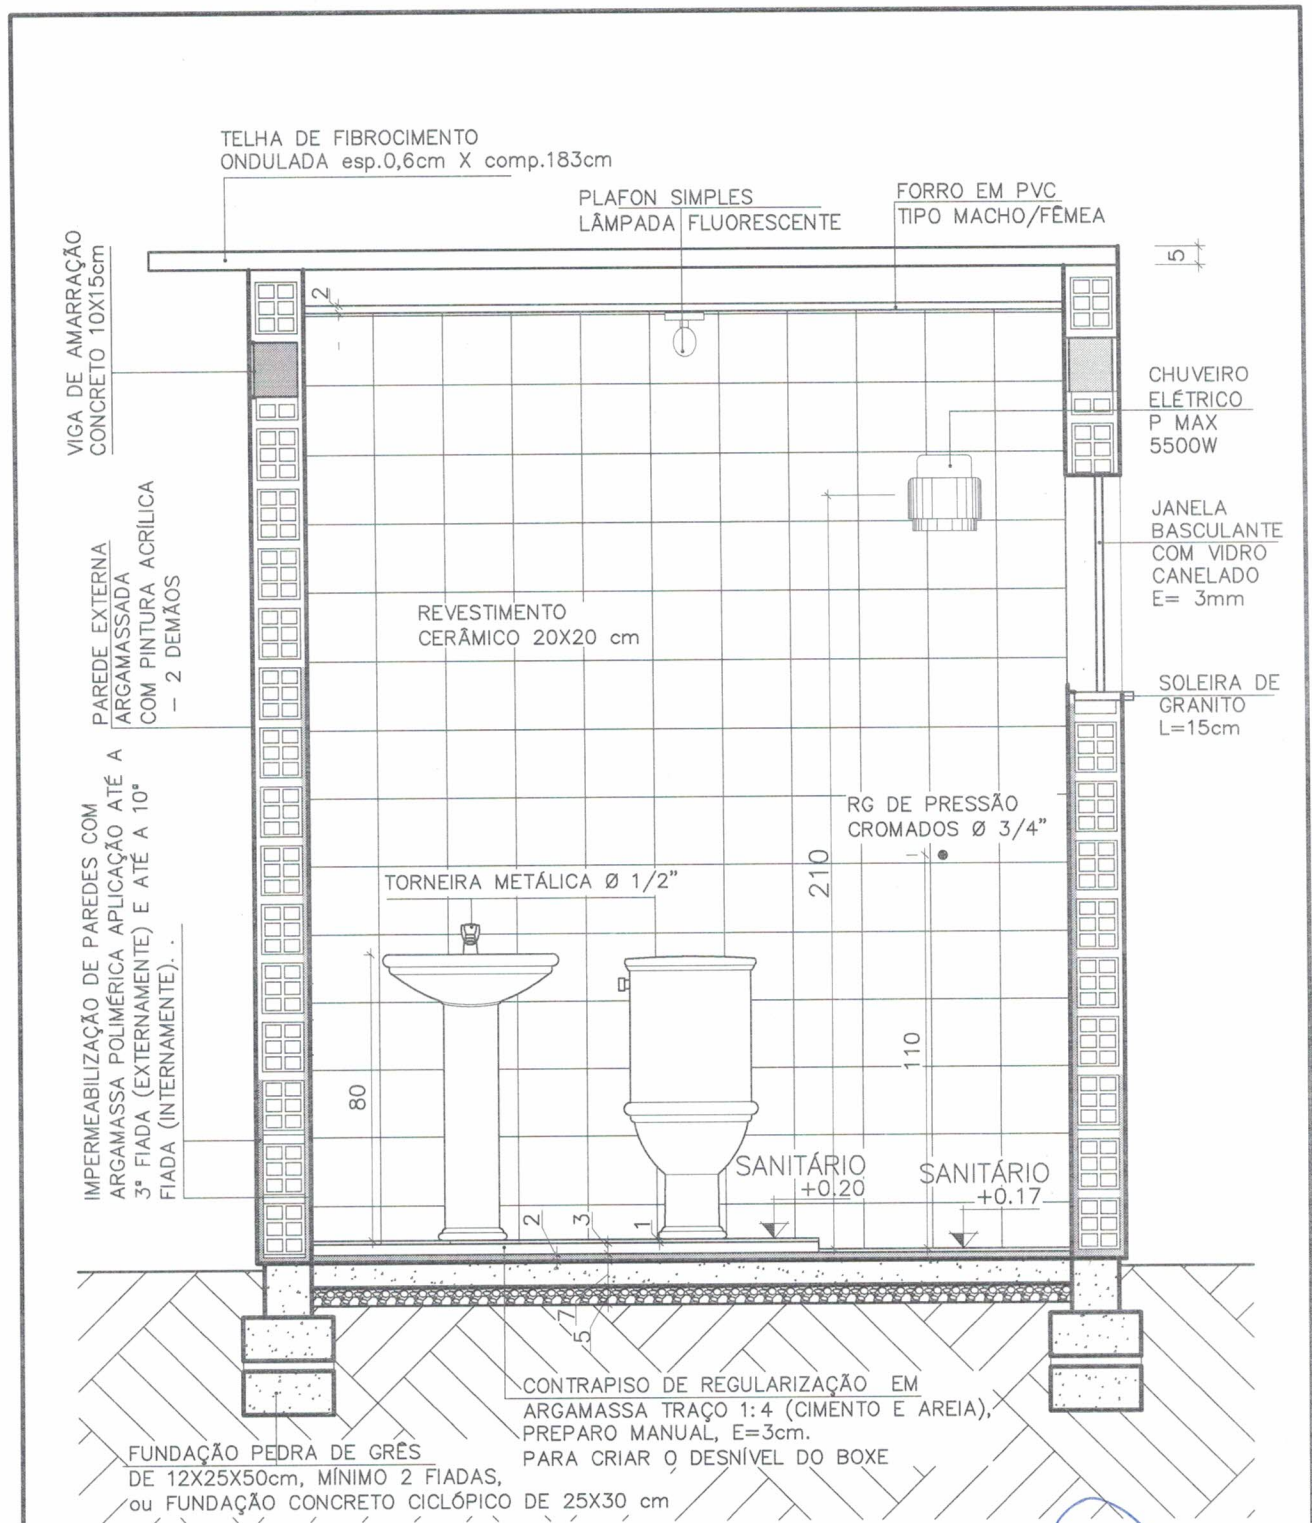 TELHA DE FIBROCIMENTO
ONDULADA esp.0,6cm X comp.183cm
PLAFON SIMPLES
LÂMPADA FLUORESCENTE
FORRO EM PVC
TIPO MACHO/FÊMEA
5
2
VIGA DE AMARRAÇÃO
CONCRETO 10X15cm
CHUVEIRO
ELÉTRICO
P MAX
5500W
PAREDE EXTERNA
ARGAMASSADA
COM PINTURA ACRÍLICA
– 2 DEMÃOS
JANELA
BASCULANTE
COM VIDRO
CANELADO
E= 3mm
REVESTIMENTO
CERÂMICO 20X20 cm
SOLEIRA DE
GRANITO
L=15cm
IMPERMEABILIZAÇÃO DE PAREDES COM
ARGAMASSA POLIMÉRICA APLICAÇÃO ATÉ A
3ª FIADA (EXTERNAMENTE) E ATÉ A 10ª
FIADA (INTERNAMENTE). .
RG DE PRESSÃO
CROMADOS Ø 3/4”
210
TORNEIRA METÁLICA Ø 1/2”
110
80
SANITÁRIO
+0.20
SANITÁRIO
+0.17
2
3
1
7
5
CONTRAPISO DE REGULARIZAÇÃO EM
ARGAMASSA TRAÇO 1:4 (CIMENTO E AREIA),
PREPARO MANUAL, E=3cm.
PARA CRIAR O DESNÍVEL DO BOXE
FUNDAÇÃO PEDRA DE GRÊS
DE 12X25X50cm, MÍNIMO 2 FIADAS,
ou FUNDAÇÃO CONCRETO CICLÓPICO DE 25X30 cm